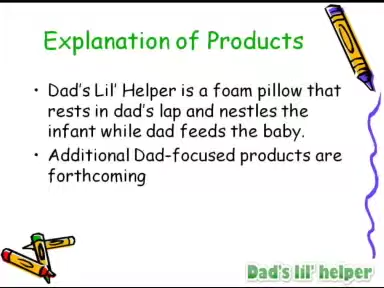 Explanation of Products
• Dad's Lil' Helper is a foam pillow that
rests in dad's lap and nestles the
infant while dad feeds the baby.
• Additional Dad-focused products are
forthcoming
Dad's lil' helper